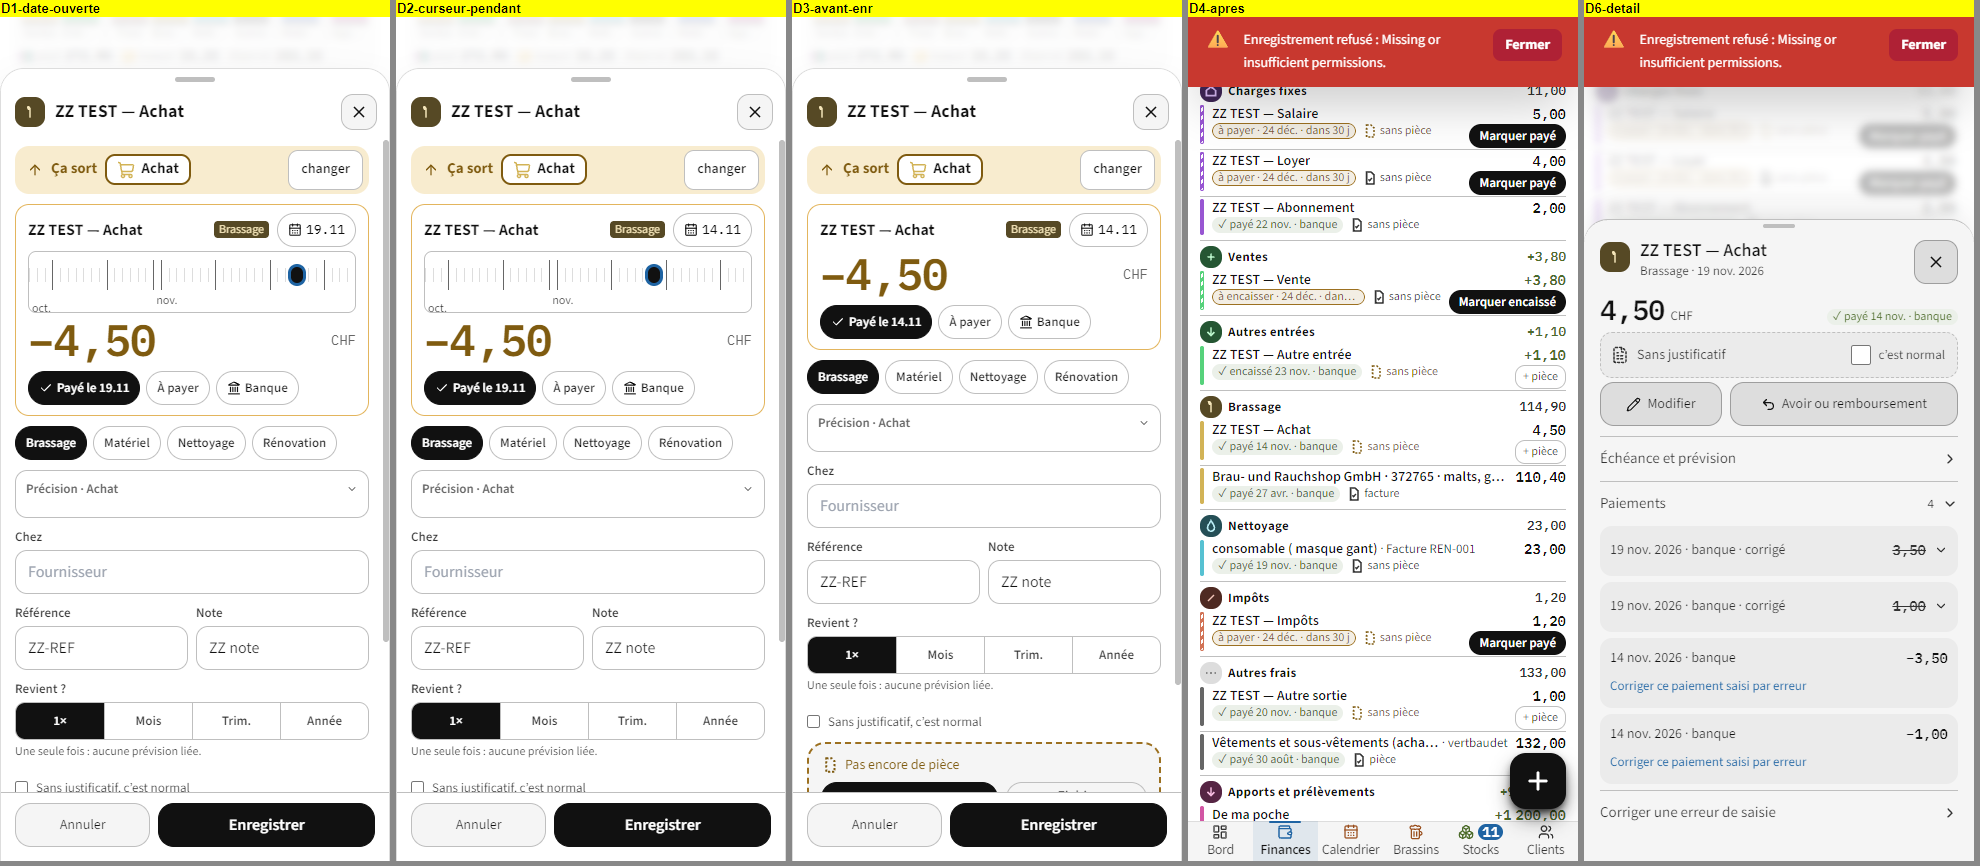 D1-date-ouverte
ZZ TEST — Achat
Ça sort
Achat
changer
ZZ TEST — Achat
Brassage
19.11
oct.
nov.
−4,50
CHF
Payé le 19.11
À payer
Banque
Brassage
Matériel
Nettoyage
Rénovation
Précision · Achat
Chez
Fournisseur
Référence
Note
ZZ-REF
ZZ note
Revient ?
1×
Mois
Trim.
Année
Une seule fois : aucune prévision liée.
Sans justificatif, c'est normal
Annuler
Enregistrer
D2-curseur-pendant
ZZ TEST — Achat
Ça sort
Achat
changer
ZZ TEST — Achat
Brassage
14.11
oct.
nov.
−4,50
CHF
Payé le 19.11
À payer
Banque
Brassage
Matériel
Nettoyage
Rénovation
Précision · Achat
Chez
Fournisseur
Référence
Note
ZZ-REF
ZZ note
Revient ?
1×
Mois
Trim.
Année
Une seule fois : aucune prévision liée.
Sans justificatif, c'est normal
Annuler
Enregistrer
D3-avant-enr
ZZ TEST — Achat
Ça sort
Achat
changer
ZZ TEST — Achat
Brassage
14.11
−4,50
CHF
Payé le 14.11
À payer
Banque
Brassage
Matériel
Nettoyage
Rénovation
Précision · Achat
Chez
Fournisseur
Référence
Note
ZZ-REF
ZZ note
Revient ?
1×
Mois
Trim.
Année
Une seule fois : aucune prévision liée.
Sans justificatif, c'est normal
Pas encore de pièce
Annuler
Enregistrer
D4-apres
Enregistrement refusé : Missing or
insufficient permissions.
Fermer
Charges fixes
11,00
ZZ TEST — Salaire
5,00
à payer · 24 déc. · dans 30 j
sans pièce
Marquer payé
ZZ TEST — Loyer
4,00
à payer · 24 déc. · dans 30 j
sans pièce
Marquer payé
ZZ TEST — Abonnement
2,00
✓ payé 22 nov. · banque
sans pièce
Ventes
+3,80
ZZ TEST — Vente
+3,80
à encaisser · 24 déc. · dan…
sans pièce
Marquer encaissé
Autres entrées
+1,10
ZZ TEST — Autre entrée
+1,10
✓ encaissé 23 nov. · banque
sans pièce
+ pièce
Brassage
114,90
ZZ TEST — Achat
4,50
✓ payé 14 nov. · banque
sans pièce
+ pièce
Brau- und Rauchshop GmbH · 372765 · malts, g…
110,40
✓ payé 27 avr. · banque
facture
Nettoyage
23,00
consomable ( masque gant) · Facture REN-001
23,00
✓ payé 19 nov. · banque
sans pièce
Impôts
1,20
ZZ TEST — Impôts
1,20
à payer · 24 déc. · dans 30 j
sans pièce
Marquer payé
Autres frais
133,00
ZZ TEST — Autre sortie
1,00
✓ payé 20 nov. · banque
sans pièce
+ pièce
Vêtements et sous-vêtements (acha… · vertbaudet
132,00
✓ payé 30 août · banque
pièce
Apports et prélèvements
De ma poche
+1 200,00
Bord
Finances
Calendrier
Brassins
11
Stocks
Clients
D6-detail
Enregistrement refusé : Missing or
insufficient permissions.
Fermer
ZZ TEST — Achat
Brassage · 19 nov. 2026
4,50 CHF
✓ payé 14 nov. · banque
Sans justificatif
c'est normal
Modifier
Avoir ou remboursement
Échéance et prévision
Paiements
4
19 nov. 2026 · banque · corrigé
3,50
19 nov. 2026 · banque · corrigé
1,00
14 nov. 2026 · banque
−3,50
Corriger ce paiement saisi par erreur
14 nov. 2026 · banque
−1,00
Corriger ce paiement saisi par erreur
Corriger une erreur de saisie